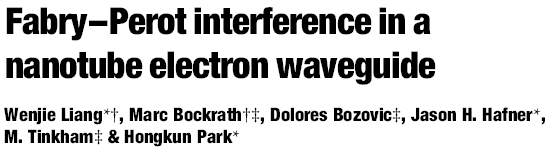 Fabry–Perot interference in a
nanotube electron waveguide
Wenjie Liang*†, Marc Bockrath†‡, Dolores Bozovic‡, Jason H. Hafner*,
M. Tinkham‡ & Hongkun Park*